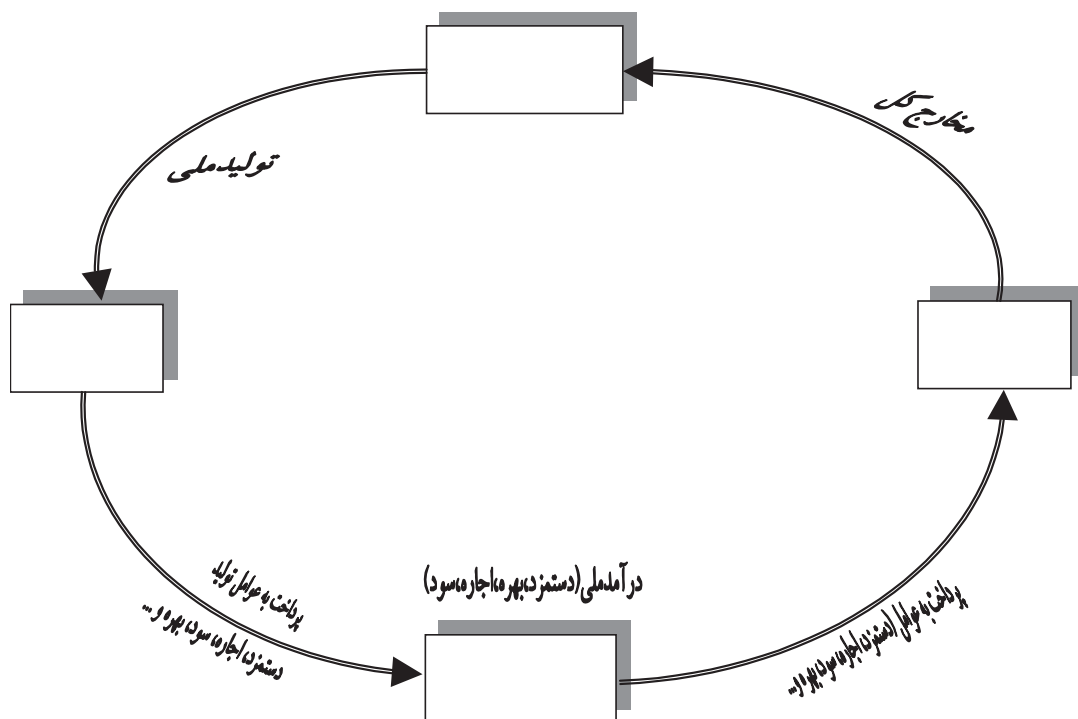 مخارج کل
تولید ملی
درآمد ملی (دستمزد، بهره، اجاره، سود)
پرداخت به عوامل تولید
دستمزد، اجاره، سود، بهره و ...
پرداخت به عوامل (دستمزد، اجاره، سود، بهره و...